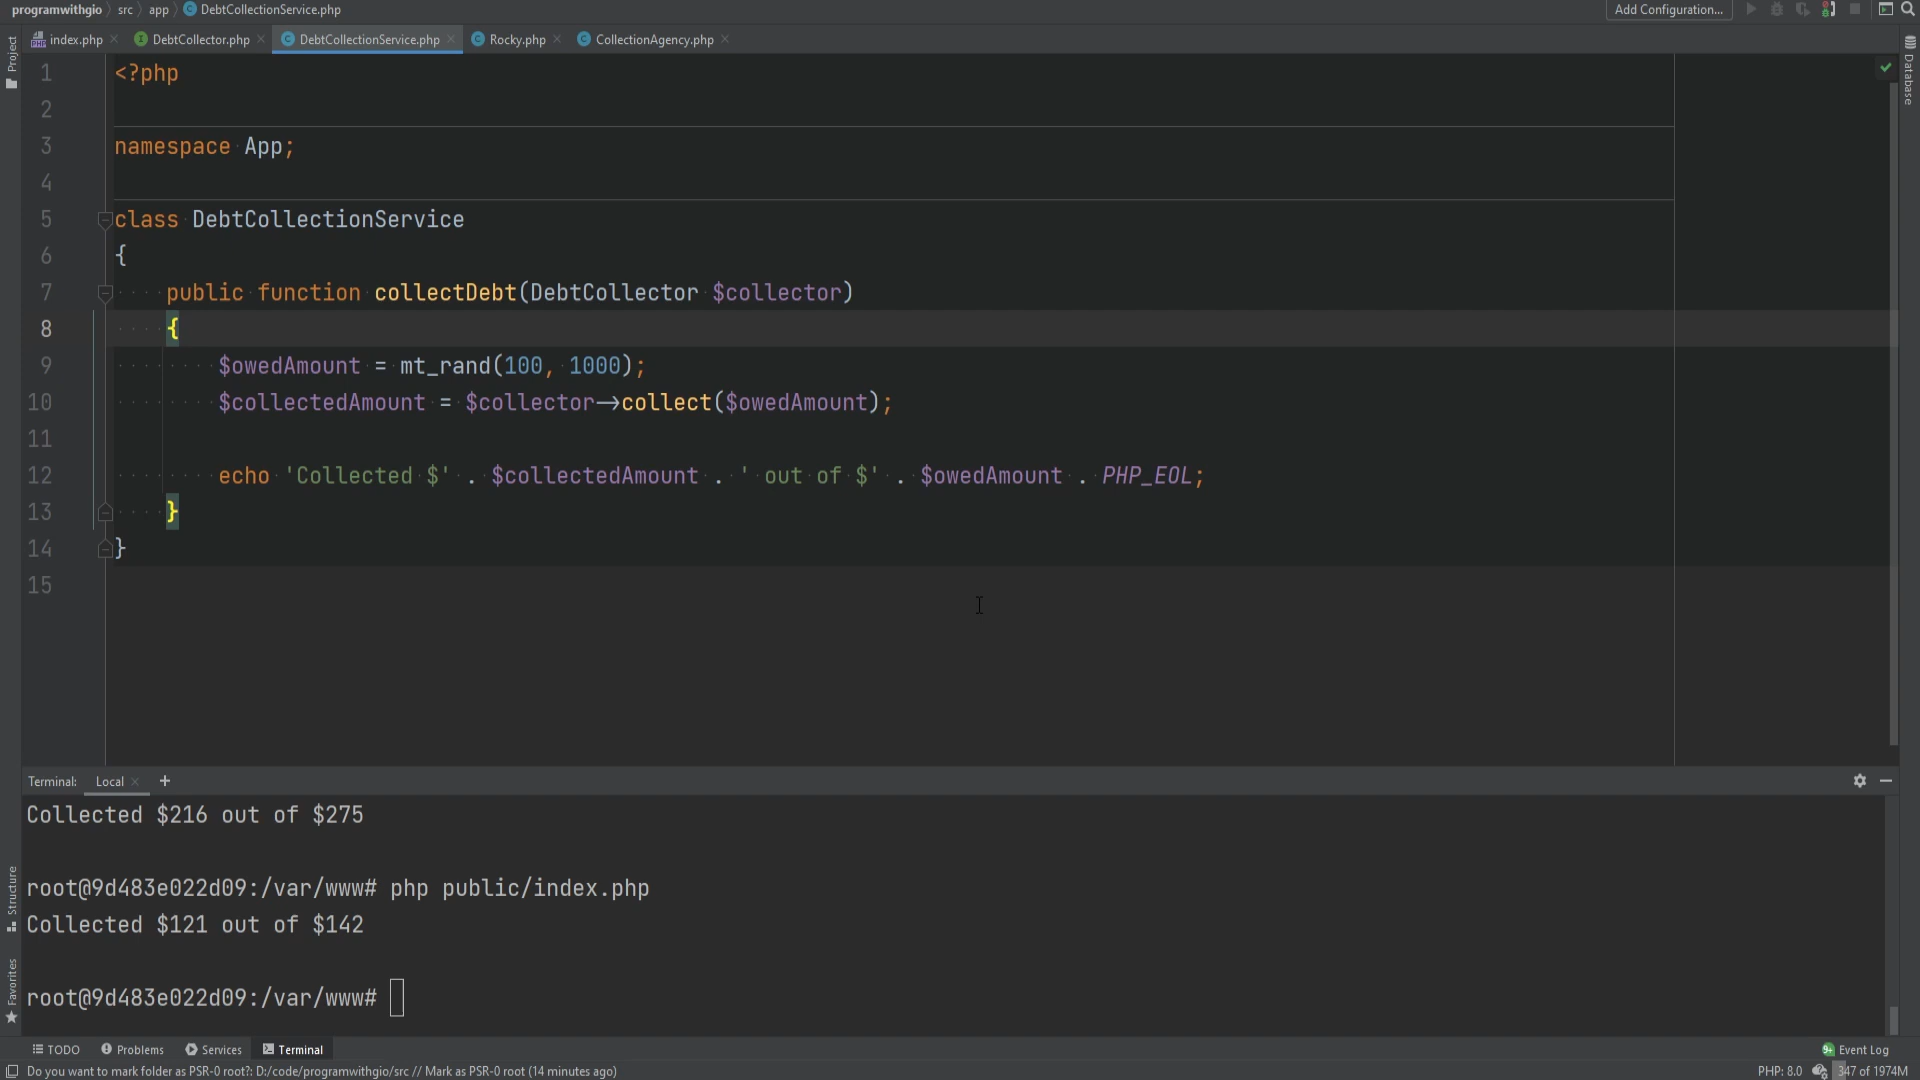 programwithgio src app DebtCollectionService.php Add Configuration...
index.php DebtCollector.php DebtCollectionService.php Rocky.php CollectionAgency.php
Project
Database
1 <?php
2
3 namespace App;
4
5 class DebtCollectionService
6 {
7 public function collectDebt(DebtCollector $collector)
8 {
9 $owedAmount = mt_rand(100, 1000);
10 $collectedAmount = $collector→collect($owedAmount);
11
12 echo 'Collected $' . $collectedAmount . ' out of $' . $owedAmount . PHP_EOL;
13 }
14 }
15
Terminal: Local +
Collected $216 out of $275
root@9d483e022d09:/var/www# php public/index.php
Collected $121 out of $142
root@9d483e022d09:/var/www#
Structure
Favorites
TODO Problems Services Terminal 9+ Event Log
Do you want to mark folder as PSR-0 root?: D:/code/programwithgio/src // Mark as PSR-0 root (14 minutes ago) PHP: 8.0 347 of 1974M